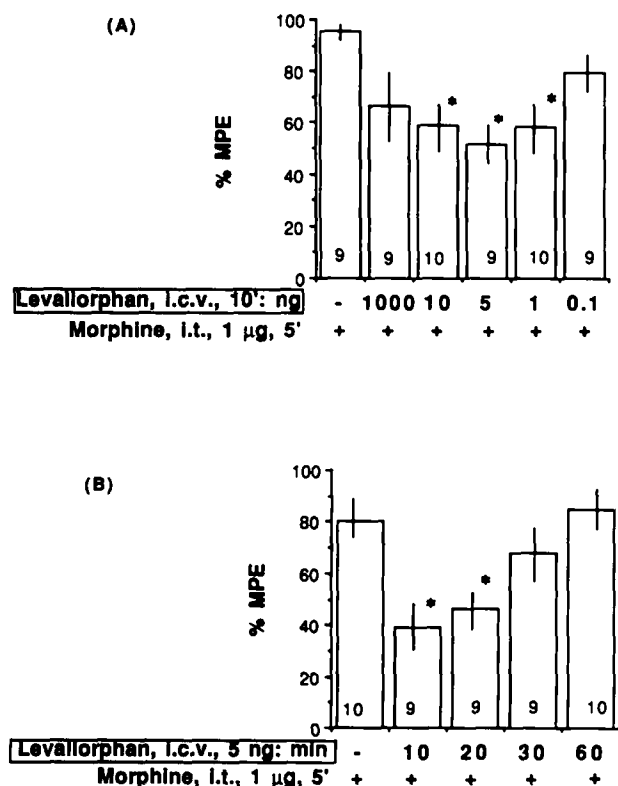 (A)
100
80
60
40
20
0
% MPE
* * *
9 9 10 9 10 9
Levallorphan, i.c.v., 10': ng - 1000 10 5 1 0.1
Morphine, i.t., 1 µg, 5' + + + + + +
(B)
100
80
60
40
20
0
% MPE
* *
10 9 9 9 10
Levallorphan, i.c.v., 5 ng: min - 10 20 30 60
Morphine, i.t., 1 µg, 5' + + + + +